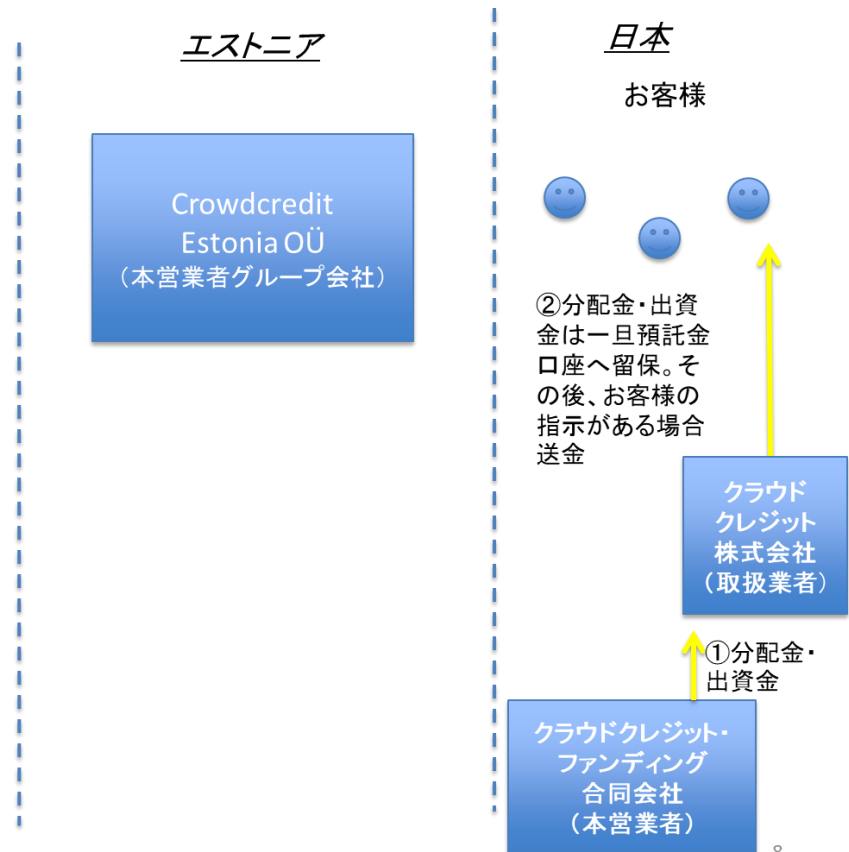 エストニア
日本
お客様
Crowdcredit
Estonia OÜ
（本営業者グループ会社）
②分配金・出資
金は一旦預託金
口座へ留保。そ
の後、お客様の
指示がある場合
送金
クラウド
クレジット
株式会社
（取扱業者）
①分配金・
出資金
クラウドクレジット・
ファンディング
合同会社
（本営業者）